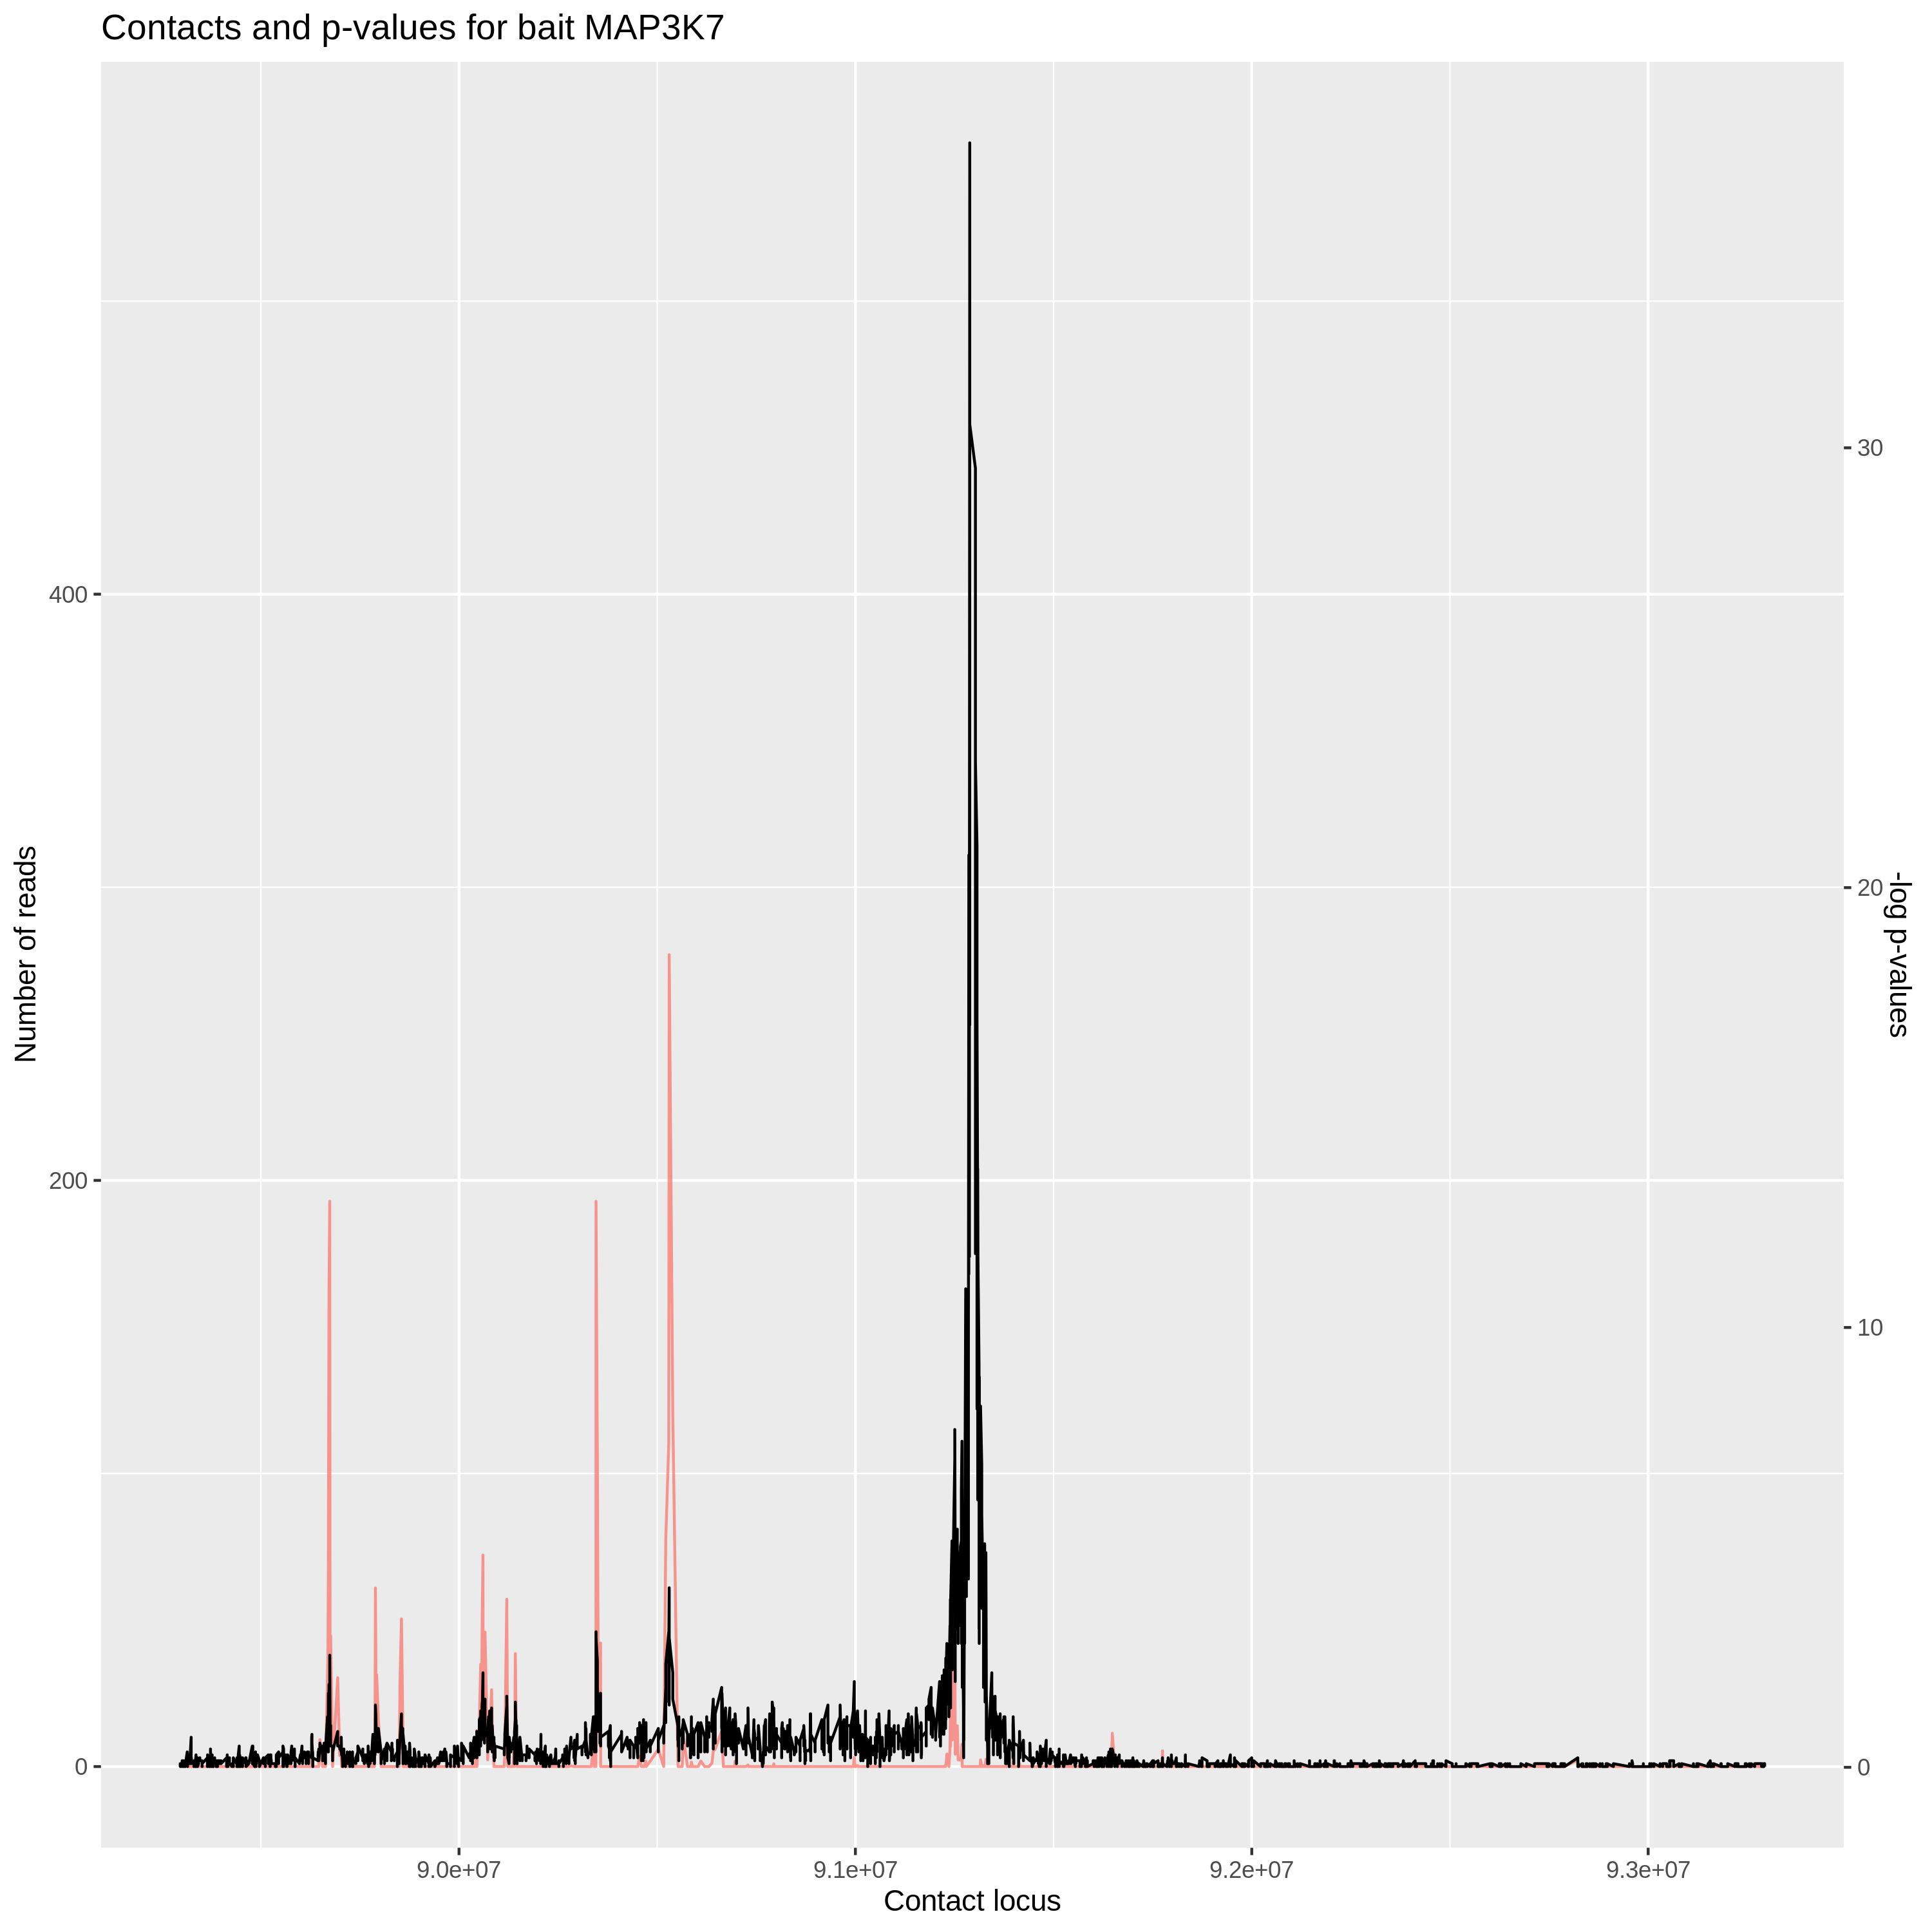 Contacts and p-values for bait MAP3K7
Number of reads
400
200
0
30
20
10
0
-log p-values
9.0e+07
9.1e+07
9.2e+07
9.3e+07
Contact locus